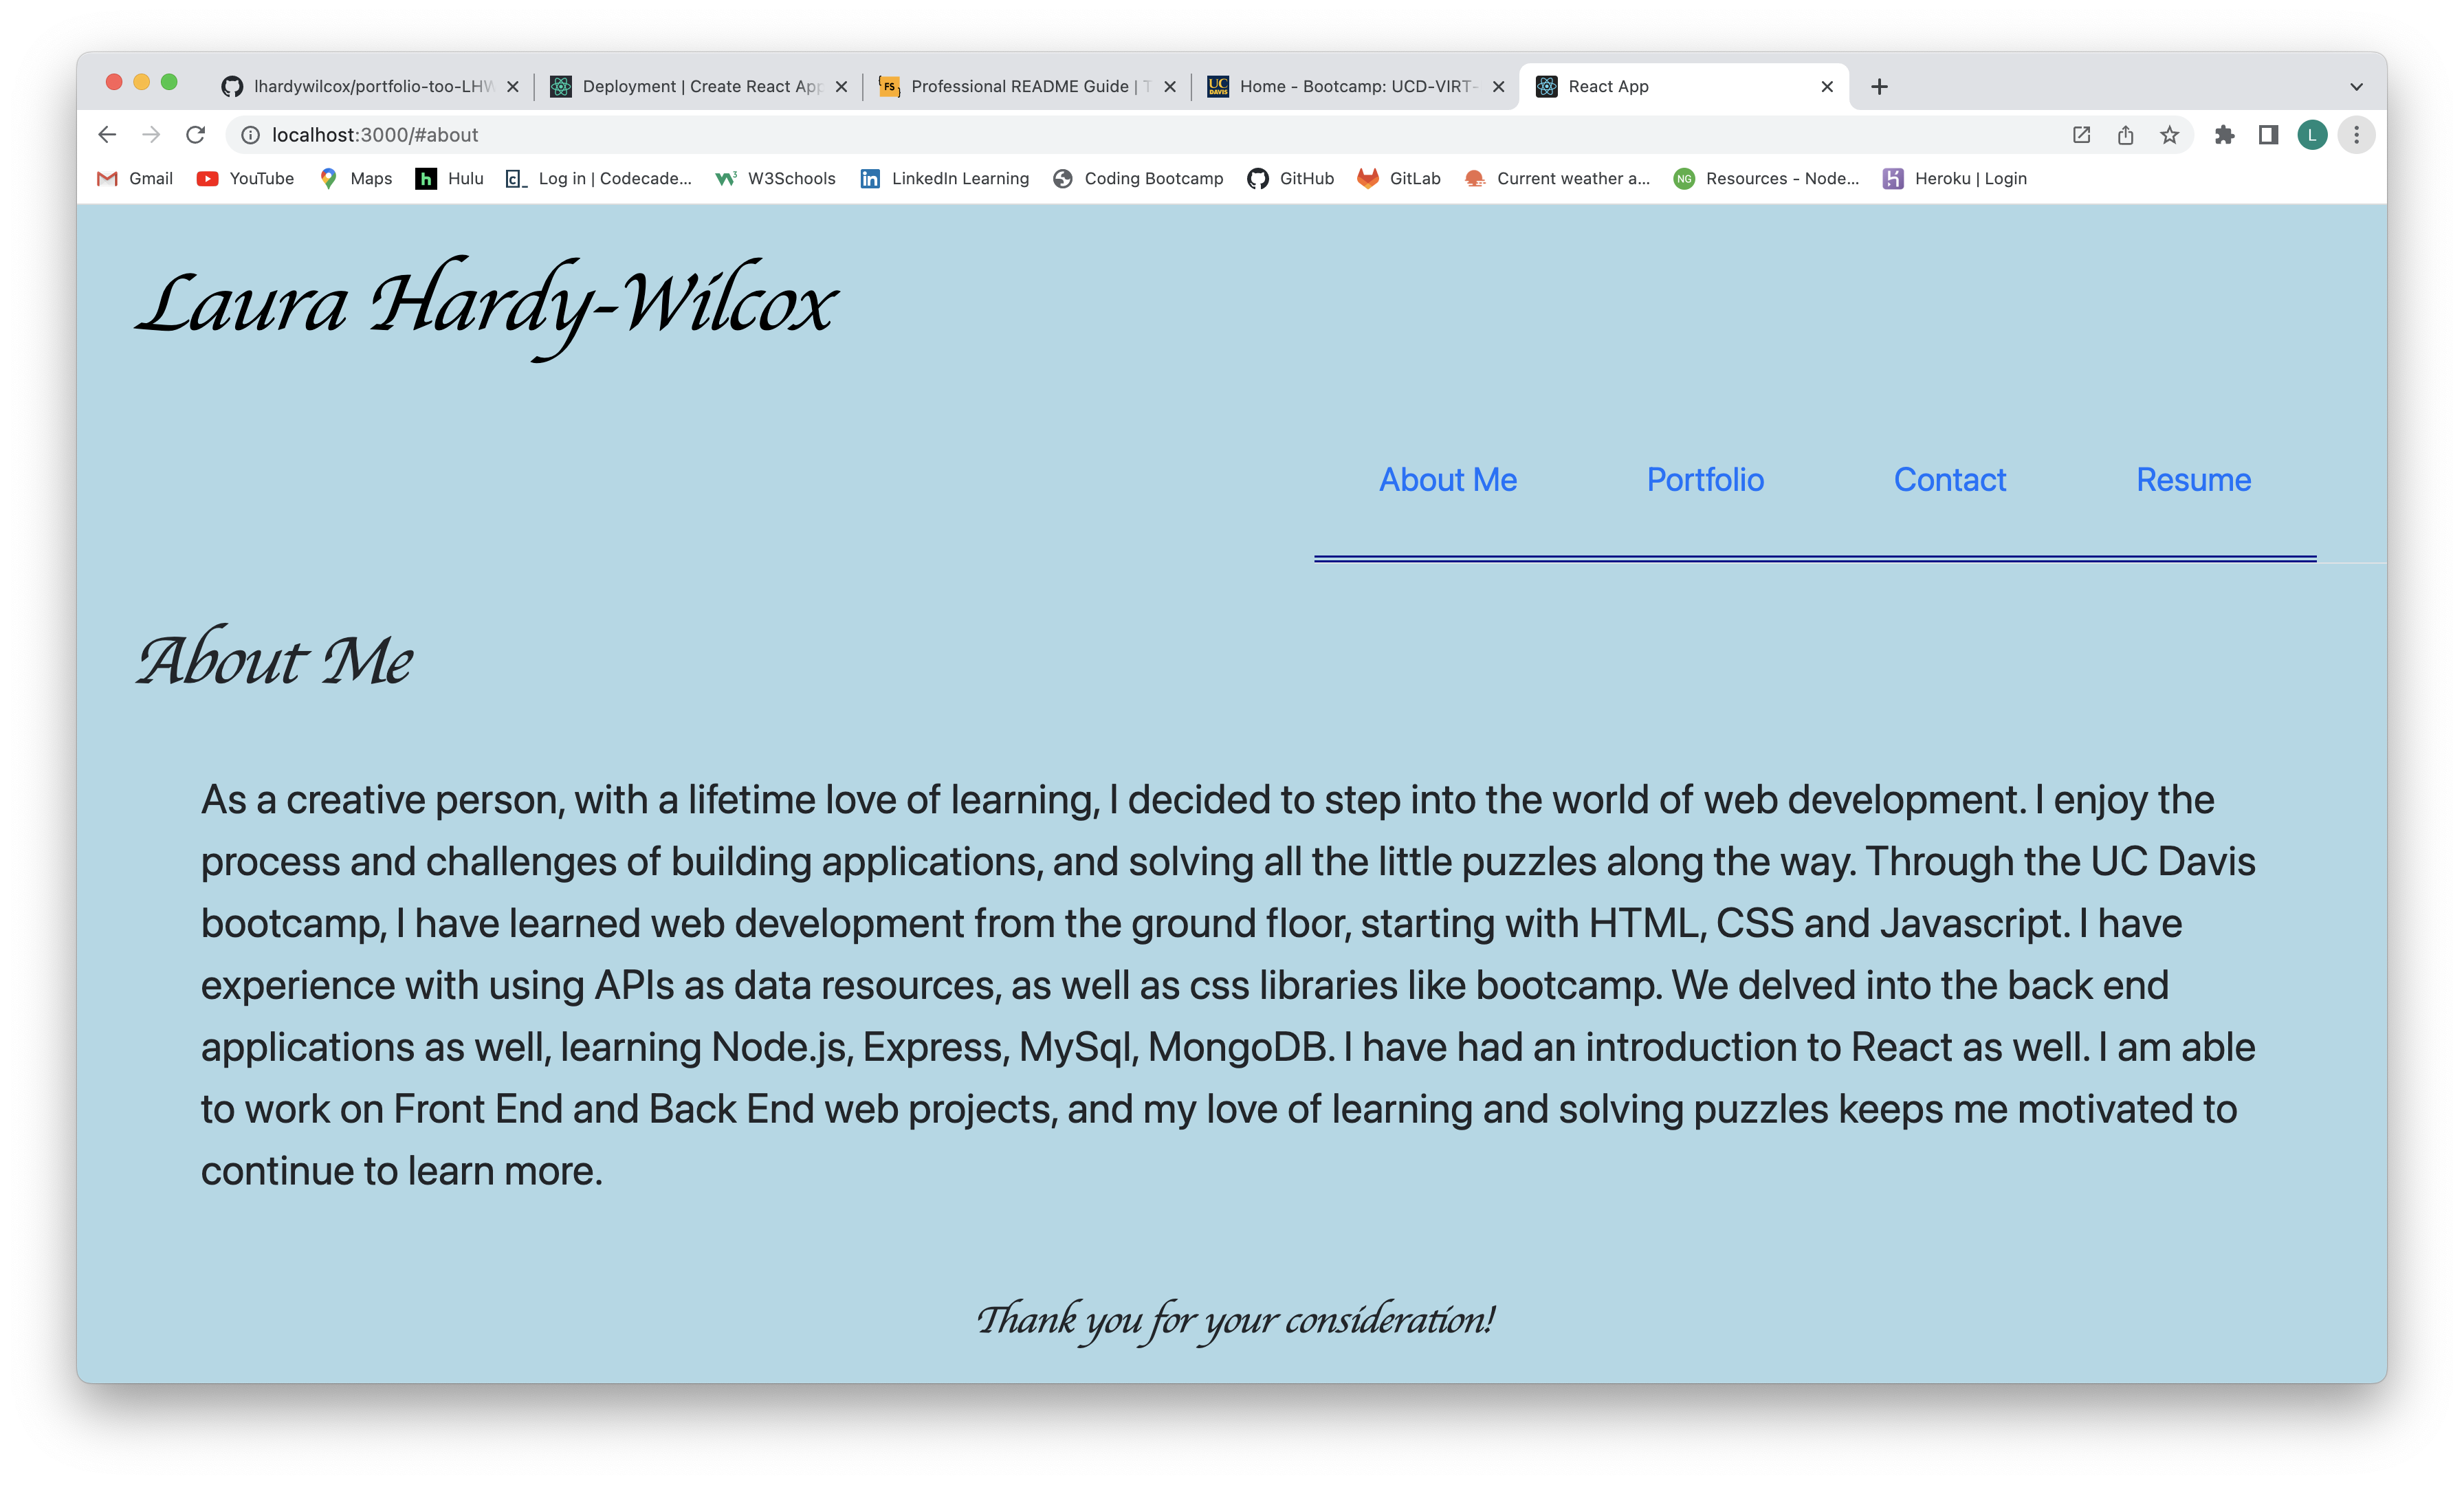 lhardywilcox/portfolio-too-LHW
Deployment | Create React App
FS
Professional README Guide | T
UC DAVIS
Home - Bootcamp: UCD-VIRT-
React App
localhost:3000/#about
L
Gmail
YouTube
Maps
h
Hulu
c
Log in | Codecade...
W3
W3Schools
in
LinkedIn Learning
Coding Bootcamp
GitHub
GitLab
Current weather a...
NG
Resources - Node...
Heroku | Login
Laura Hardy-Wilcox
About Me
Portfolio
Contact
Resume
About Me
As a creative person, with a lifetime love of learning, I decided to step into the world of web development. I enjoy the
process and challenges of building applications, and solving all the little puzzles along the way. Through the UC Davis
bootcamp, I have learned web development from the ground floor, starting with HTML, CSS and Javascript. I have
experience with using APIs as data resources, as well as css libraries like bootcamp. We delved into the back end
applications as well, learning Node.js, Express, MySql, MongoDB. I have had an introduction to React as well. I am able
to work on Front End and Back End web projects, and my love of learning and solving puzzles keeps me motivated to
continue to learn more.
Thank you for your consideration!